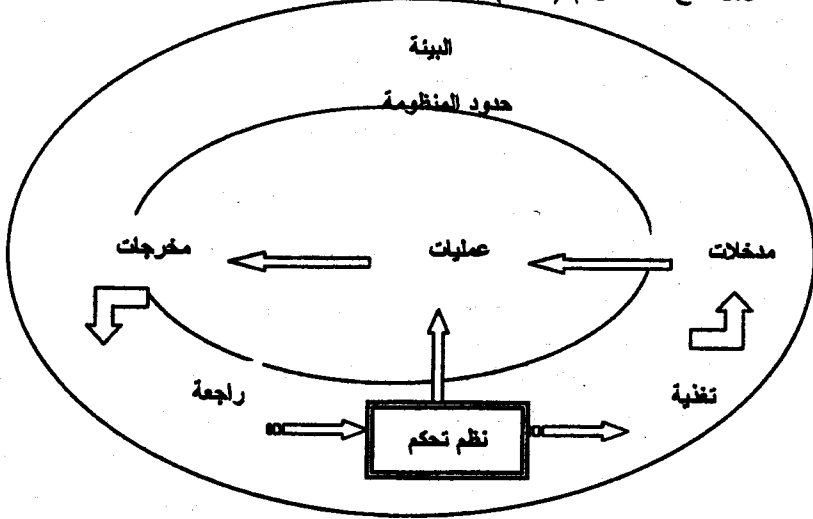 البيئة
حدود المنظومة
مدخلات
عمليات
مخرجات
تغذية
راجعة
نظم تحكم